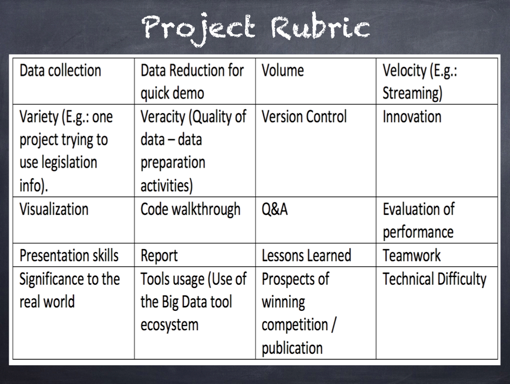 Project Rubric
Data collection
Data Reduction for
quick demo
Volume
Velocity (E.g.:
Streaming)
Variety (E.g.: one
project trying to
use legislation
info).
Veracity (Quality of
data – data
preparation
activities)
Version Control
Innovation
Visualization
Code walkthrough
Q&A
Evaluation of
performance
Presentation skills
Report
Lessons Learned
Teamwork
Significance to the
real world
Tools usage (Use of
the Big Data tool
ecosystem
Prospects of
winning
competition /
publication
Technical Difficulty